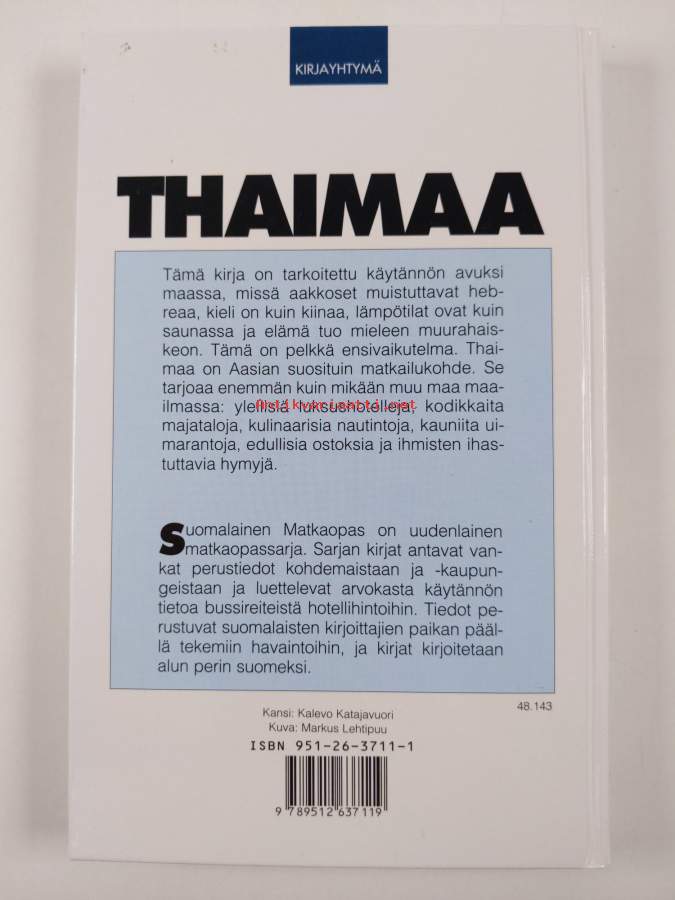 KIRJAYHTYMÄ
THAIMAA
Tämä kirja on tarkoitettu käytännön avuksi
maassa, missä aakkoset muistuttavat heb-
reaa, kieli on kuin kiinaa, lämpötilat ovat kuin
saunassa ja elämä tuo mieleen muurahais-
keon. Tämä on pelkkä ensivaikutelma. Thai-
maa on Aasian suosituin matkailukohde. Se
tarjoaa enemmän kuin mikään muu maa maa-
ilmassa: ylellisiä luksushotelleja, kodikkaita
Antikvariaatti.net
majataloja, kulinaarisia nautintoja, kauniita ui-
marantoja, edullisia ostoksia ja ihmisten ihas-
tuttavia hymyjä.
Suomalainen Matkaopas on uudenlainen
matkaopassarja. Sarjan kirjat antavat van-
kat perustiedot kohdemaistaan ja -kaupun-
geistaan ja luettelevat arvokasta käytännön
tietoa bussireiteistä hotellihintoihin. Tiedot pe-
rustuvat suomalaisten kirjoittajien paikan pääl-
lä tekemiin havaintoihin, ja kirjat kirjoitetaan
alun perin suomeksi.
48.143
Kansi: Kalevo Katajavuori
Kuva: Markus Lehtipuu
ISBN 951-26-3711-1
9 789512 637119